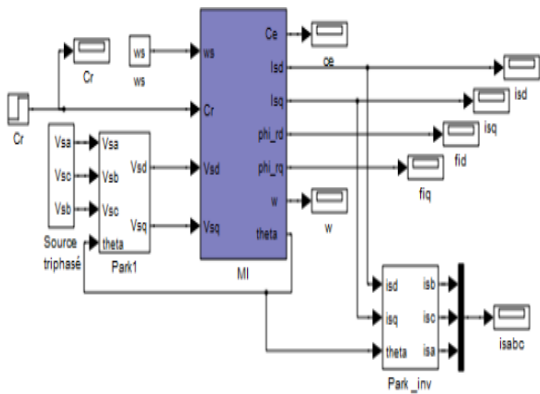 Cr
ws
ws
Cr
Source
triphasé
Vsa
Vsc
Vsb
Vsa
Vsb
Vsc
theta
Vsd
Vsq
Park1
ws
Cr
Vsd
Vsq
Ce
Isd
Isq
phi_rd
phi_rq
w
theta
MI
ce
isd
isq
fid
fiq
w
isd
isq
theta
isb
isc
isa
Park_inv
isabc